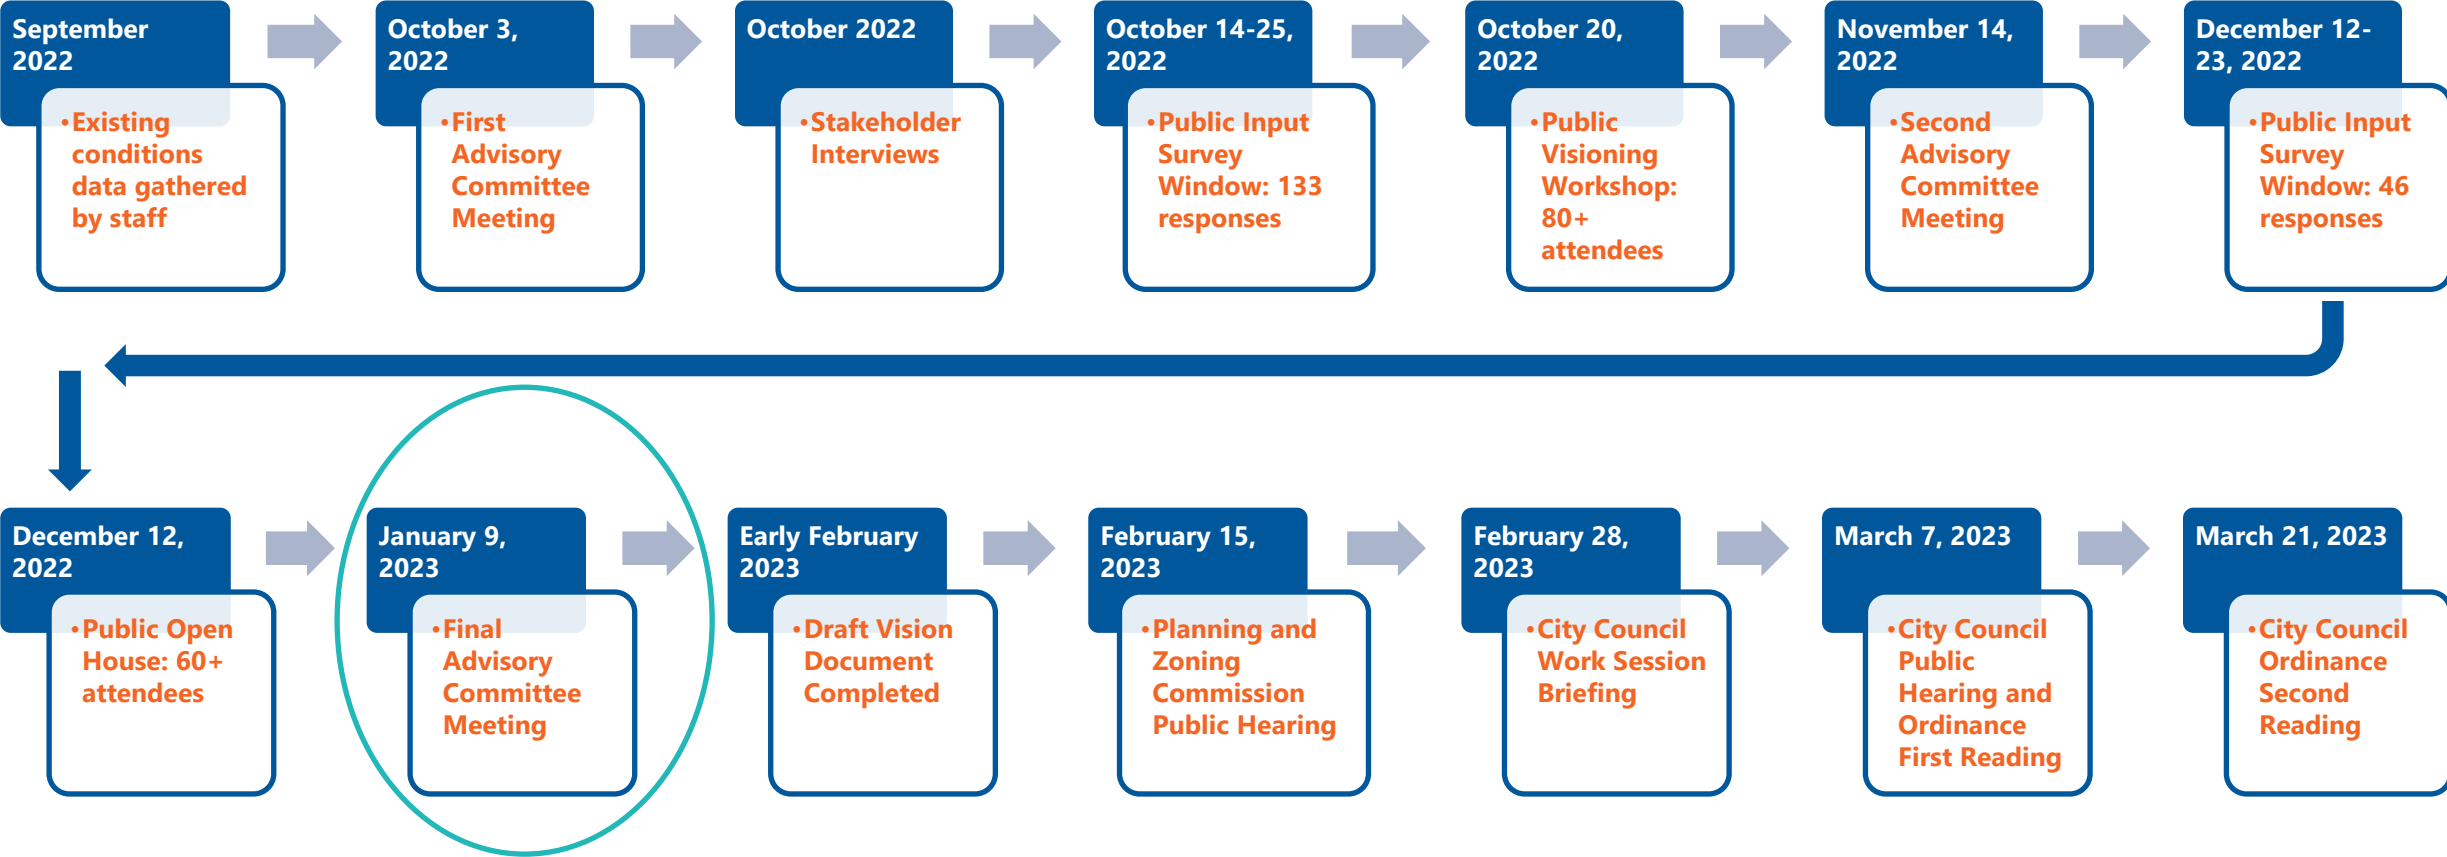 September
2022
•Existing
conditions
data gathered
by staff
October 3,
2022
•First
Advisory
Committee
Meeting
October 2022
•Stakeholder
Interviews
October 14-25,
2022
•Public Input
Survey
Window: 133
responses
October 20,
2022
•Public
Visioning
Workshop:
80+
attendees
November 14,
2022
•Second
Advisory
Committee
Meeting
December 12-
23, 2022
•Public Input
Survey
Window: 46
responses
December 12,
2022
•Public Open
House: 60+
attendees
January 9,
2023
•Final
Advisory
Committee
Meeting
Early February
2023
•Draft Vision
Document
Completed
February 15,
2023
•Planning and
Zoning
Commission
Public Hearing
February 28,
2023
•City Council
Work Session
Briefing
March 7, 2023
•City Council
Public
Hearing and
Ordinance
First Reading
March 21, 2023
•City Council
Ordinance
Second
Reading